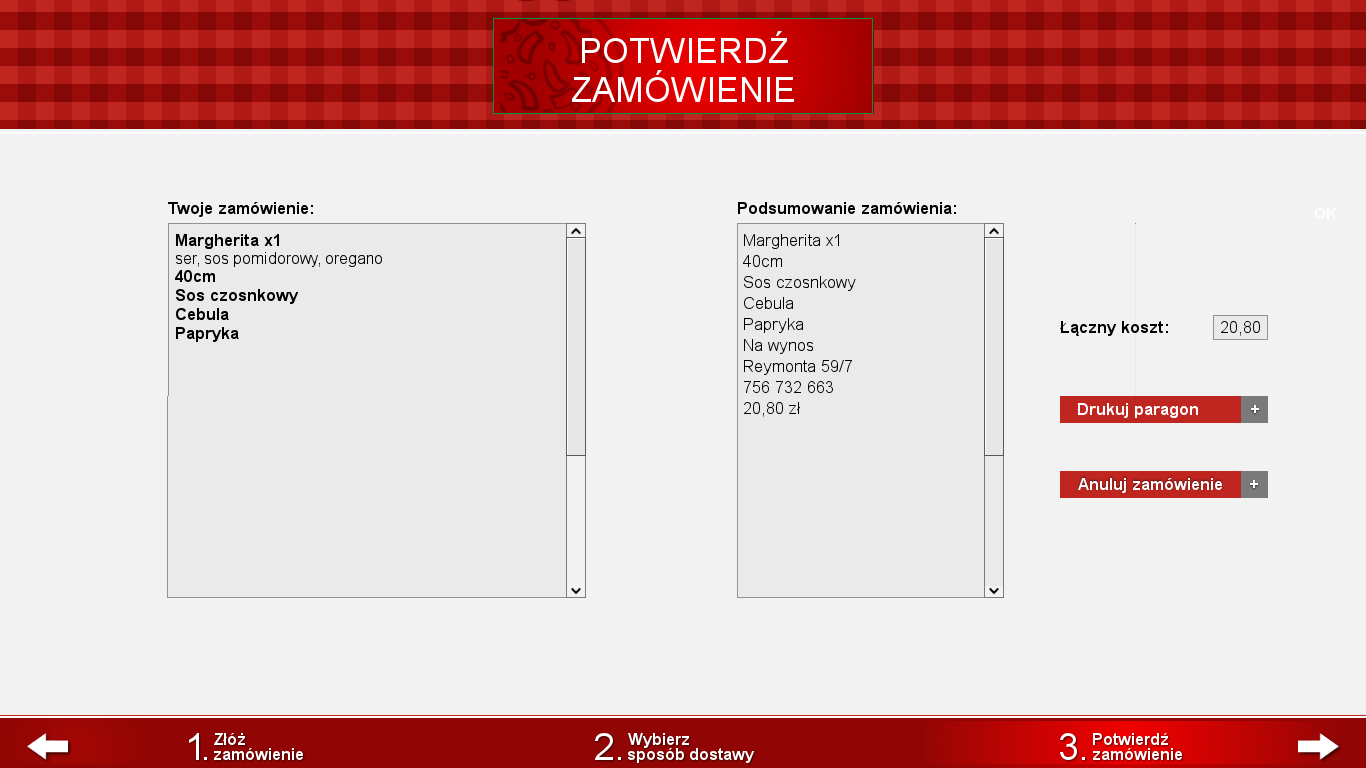 POTWIERDŹ
ZAMÓWIENIE
Twoje zamówienie:
Margherita x1
ser, sos pomidorowy, oregano
40cm
Sos czosnkowy
Cebula
Papryka
Podsumowanie zamówienia:
Margherita x1
40cm
Sos czosnkowy
Cebula
Papryka
Na wynos
Reymonta 59/7
756 732 663
20,80 zł
OK
Łączny koszt: 20,80
Drukuj paragon +
Anuluj zamówienie +
1. Złóż
zamówienie
2. Wybierz
sposób dostawy
3. Potwierdź
zamówienie